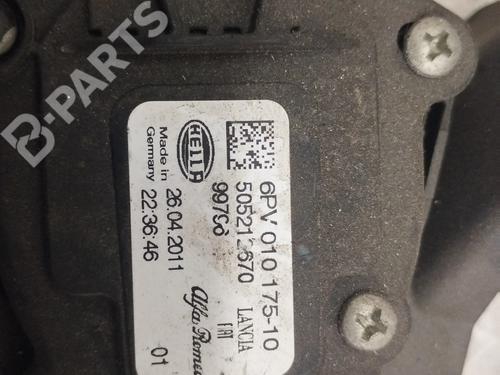 B-PARTS
HELLA
Made in
Germany
26.04.2011
22:36:46
6PV 010 175-10
997Gò
LANCIA
Alfa Romeo
01